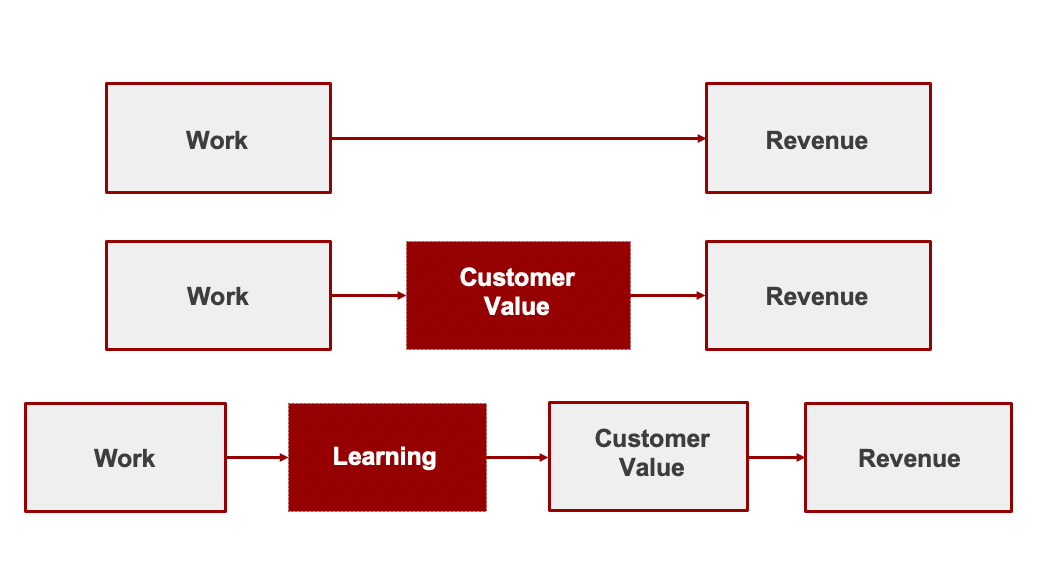 Work
Revenue
Work
Customer
Value
Revenue
Work
Learning
Customer
Value
Revenue